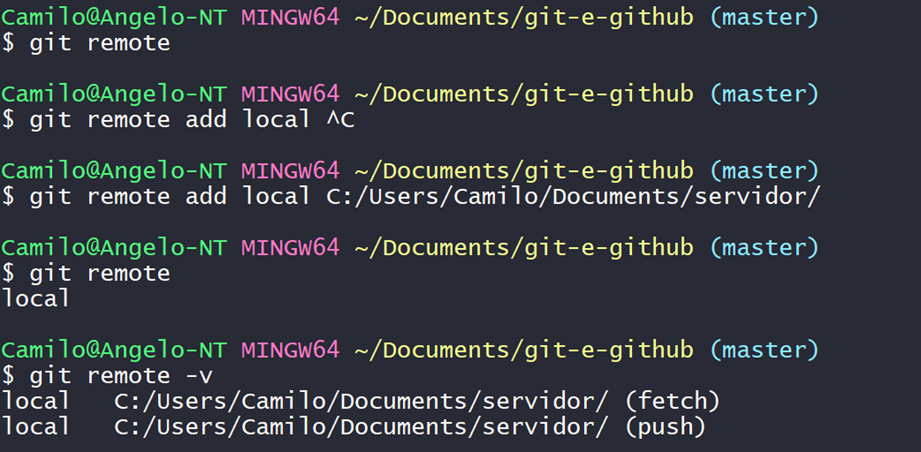 Camilo@Angelo-NT MINGW64 ~/Documents/git-e-github (master)
$ git remote
Camilo@Angelo-NT MINGW64 ~/Documents/git-e-github (master)
$ git remote add local ^C
Camilo@Angelo-NT MINGW64 ~/Documents/git-e-github (master)
$ git remote add local C:/Users/Camilo/Documents/servidor/
Camilo@Angelo-NT MINGW64 ~/Documents/git-e-github (master)
$ git remote
local
Camilo@Angelo-NT MINGW64 ~/Documents/git-e-github (master)
$ git remote -v
local   C:/Users/Camilo/Documents/servidor/ (fetch)
local   C:/Users/Camilo/Documents/servidor/ (push)